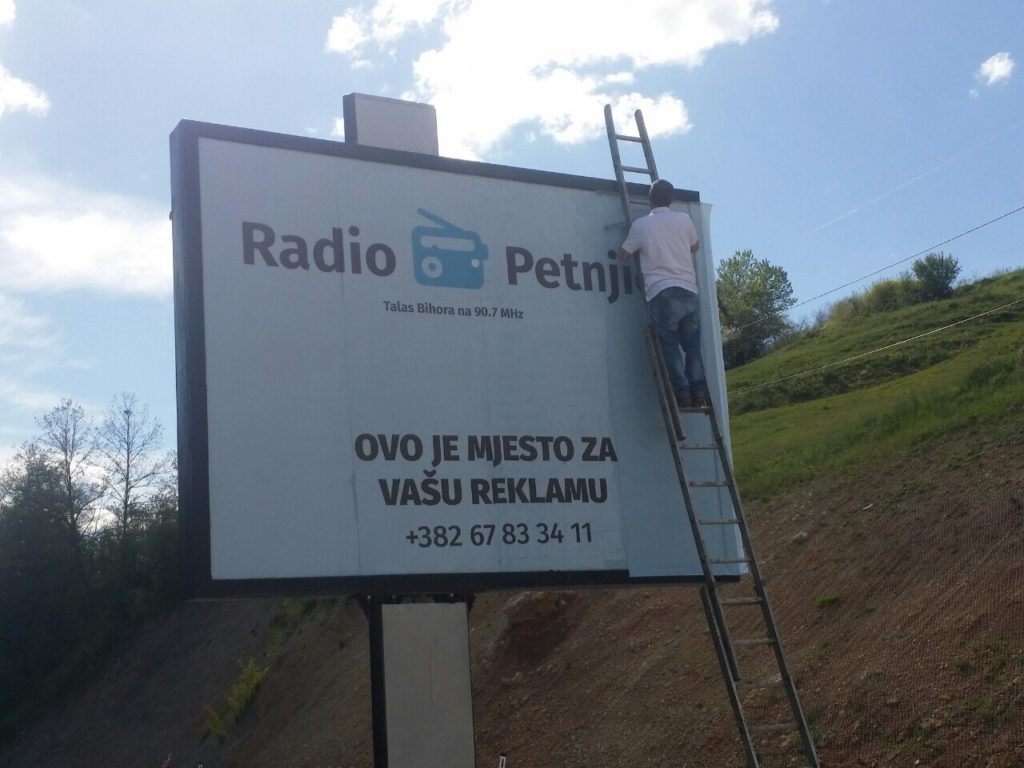 Radio Petnji
Talas Bihora na 90.7 MHz
OVO JE MJESTO ZA
VAŠU REKLAMU
+382 67 83 34 11